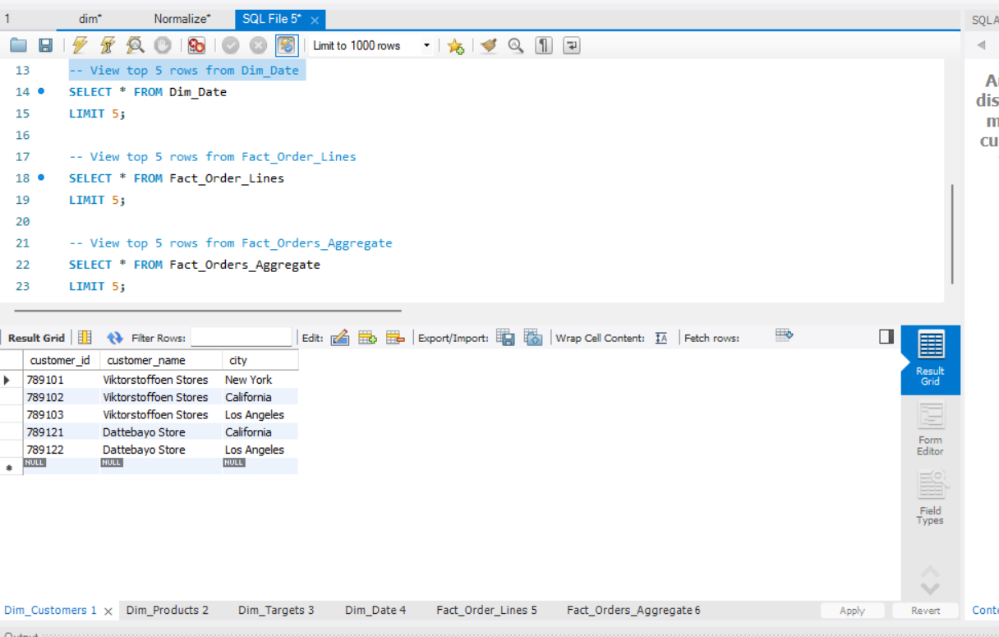 1 dim* Normalize* SQL File 5*
SQLA
Limit to 1000 rows
13 -- View top 5 rows from Dim_Date
14 SELECT * FROM Dim_Date
15 LIMIT 5;
16
17 -- View top 5 rows from Fact_Order_Lines
18 SELECT * FROM Fact_Order_Lines
19 LIMIT 5;
20
21 -- View top 5 rows from Fact_Orders_Aggregate
22 SELECT * FROM Fact_Orders_Aggregate
23 LIMIT 5;
dis
cu
Result Grid Filter Rows: Edit: Export/Import: Wrap Cell Content: IA Fetch rows:
customer_id customer_name city
789101 Viktorstoffoen Stores New York
789102 Viktorstoffoen Stores California
789103 Viktorstoffoen Stores Los Angeles
789121 Dattebayo Store California
789122 Dattebayo Store Los Angeles
NULL NULL NULL
Result
Grid
Form
Editor
Field
Types
Dim_Customers 1 Dim_Products 2 Dim_Targets 3 Dim_Date 4 Fact_Order_Lines 5 Fact_Orders_Aggregate 6 Apply Revert Conte
Output